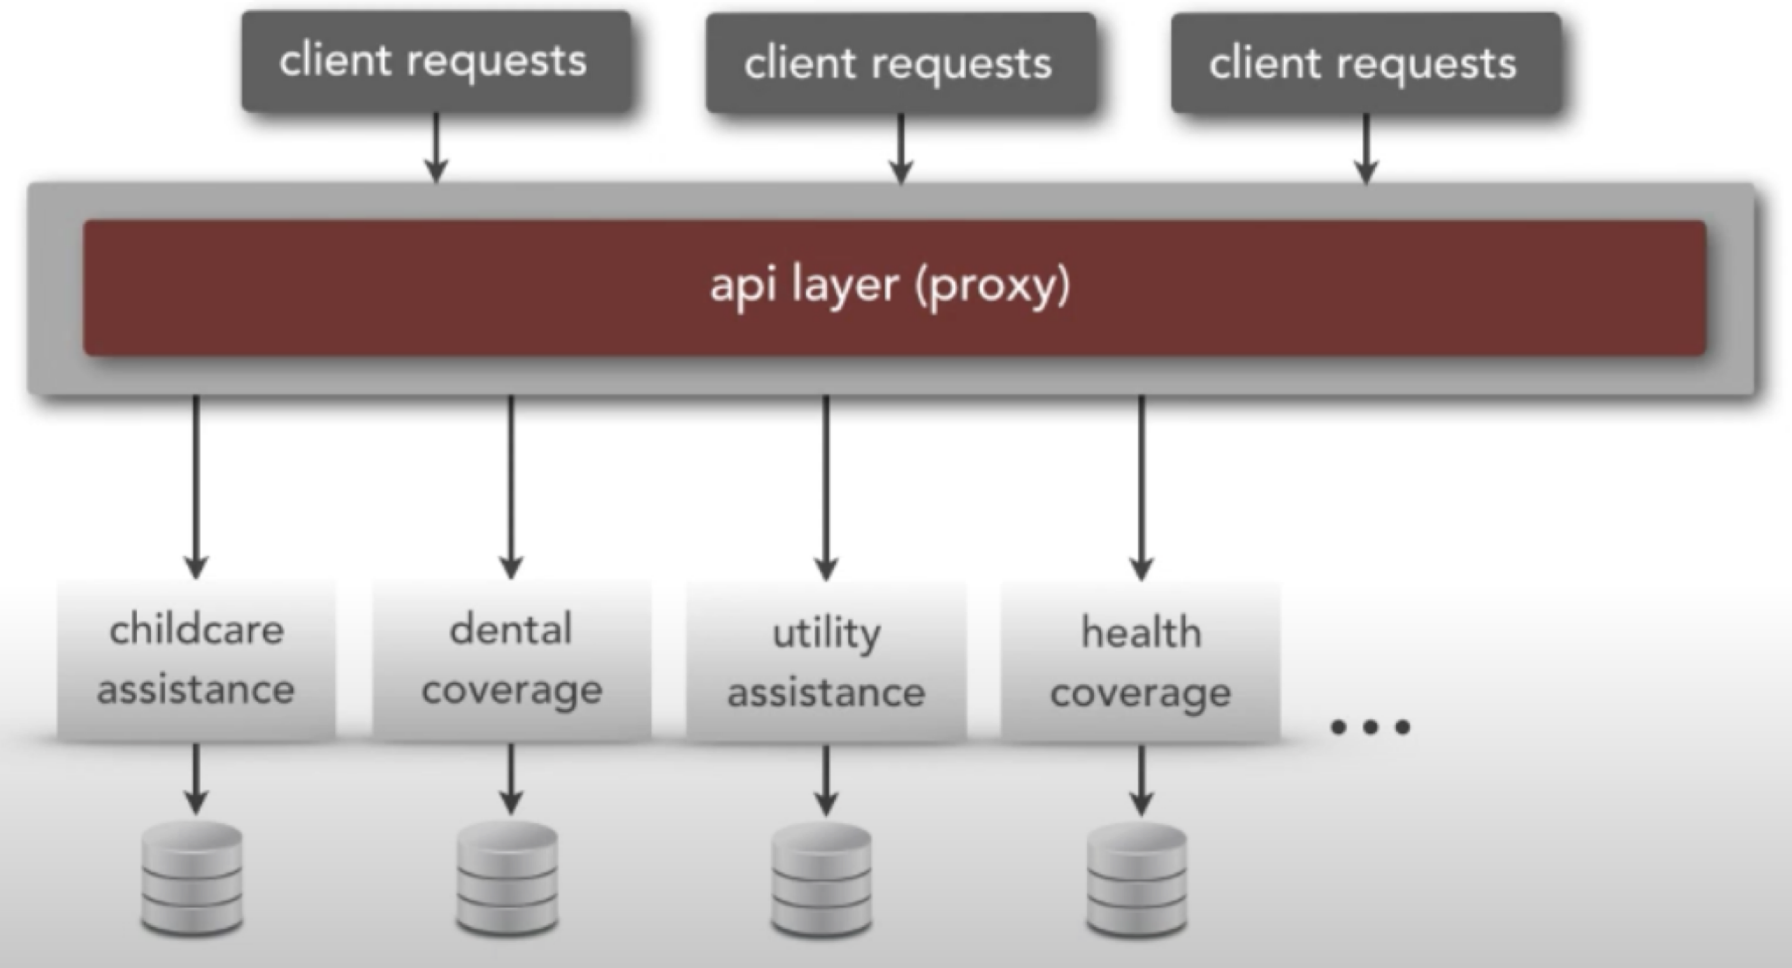 client requests
client requests
client requests
api layer (proxy)
childcare
assistance
dental
coverage
utility
assistance
health
coverage
...